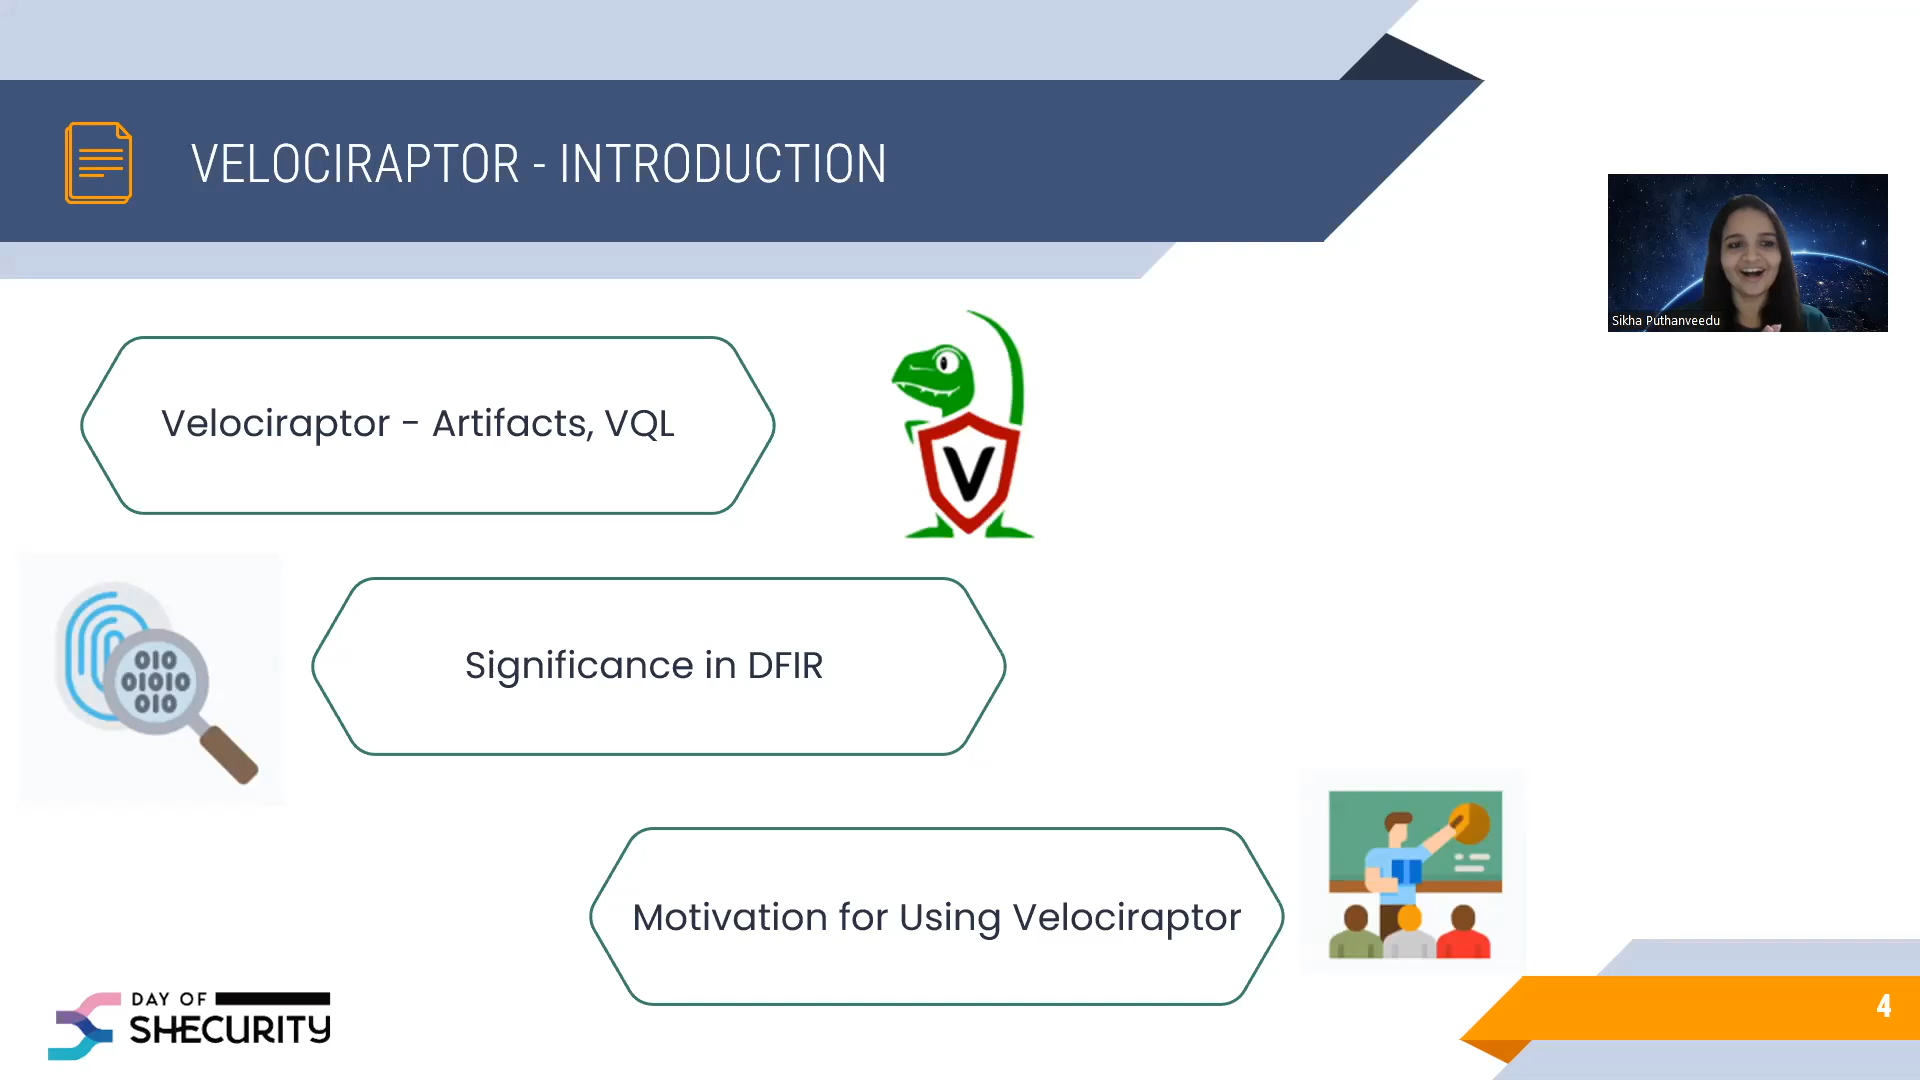 VELOCIRAPTOR - INTRODUCTION
Sikha Puthanveedu
Velociraptor - Artifacts, VQL
V
Significance in DFIR
010
01010
010
Motivation for Using Velociraptor
DAY OF
SHECURITY
4